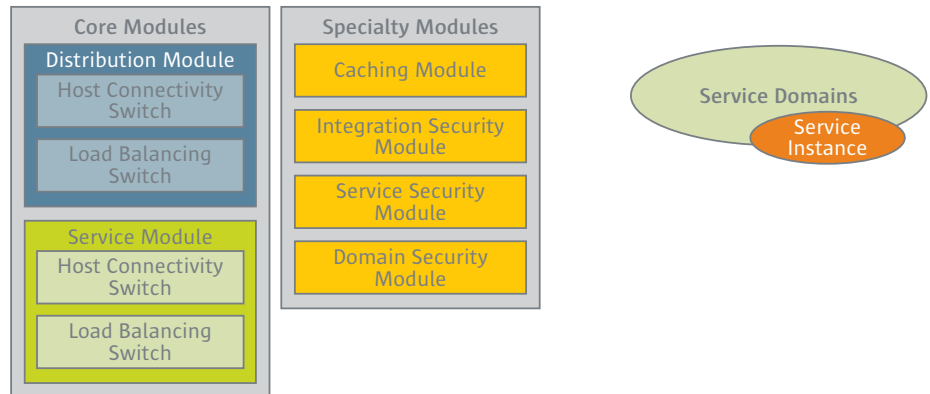 Core Modules
Distribution Module
Host Connectivity
Switch
Load Balancing
Switch
Service Module
Host Connectivity
Switch
Load Balancing
Switch
Specialty Modules
Caching Module
Integration Security
Module
Service Security
Module
Domain Security
Module
Service Domains
Service
Instance